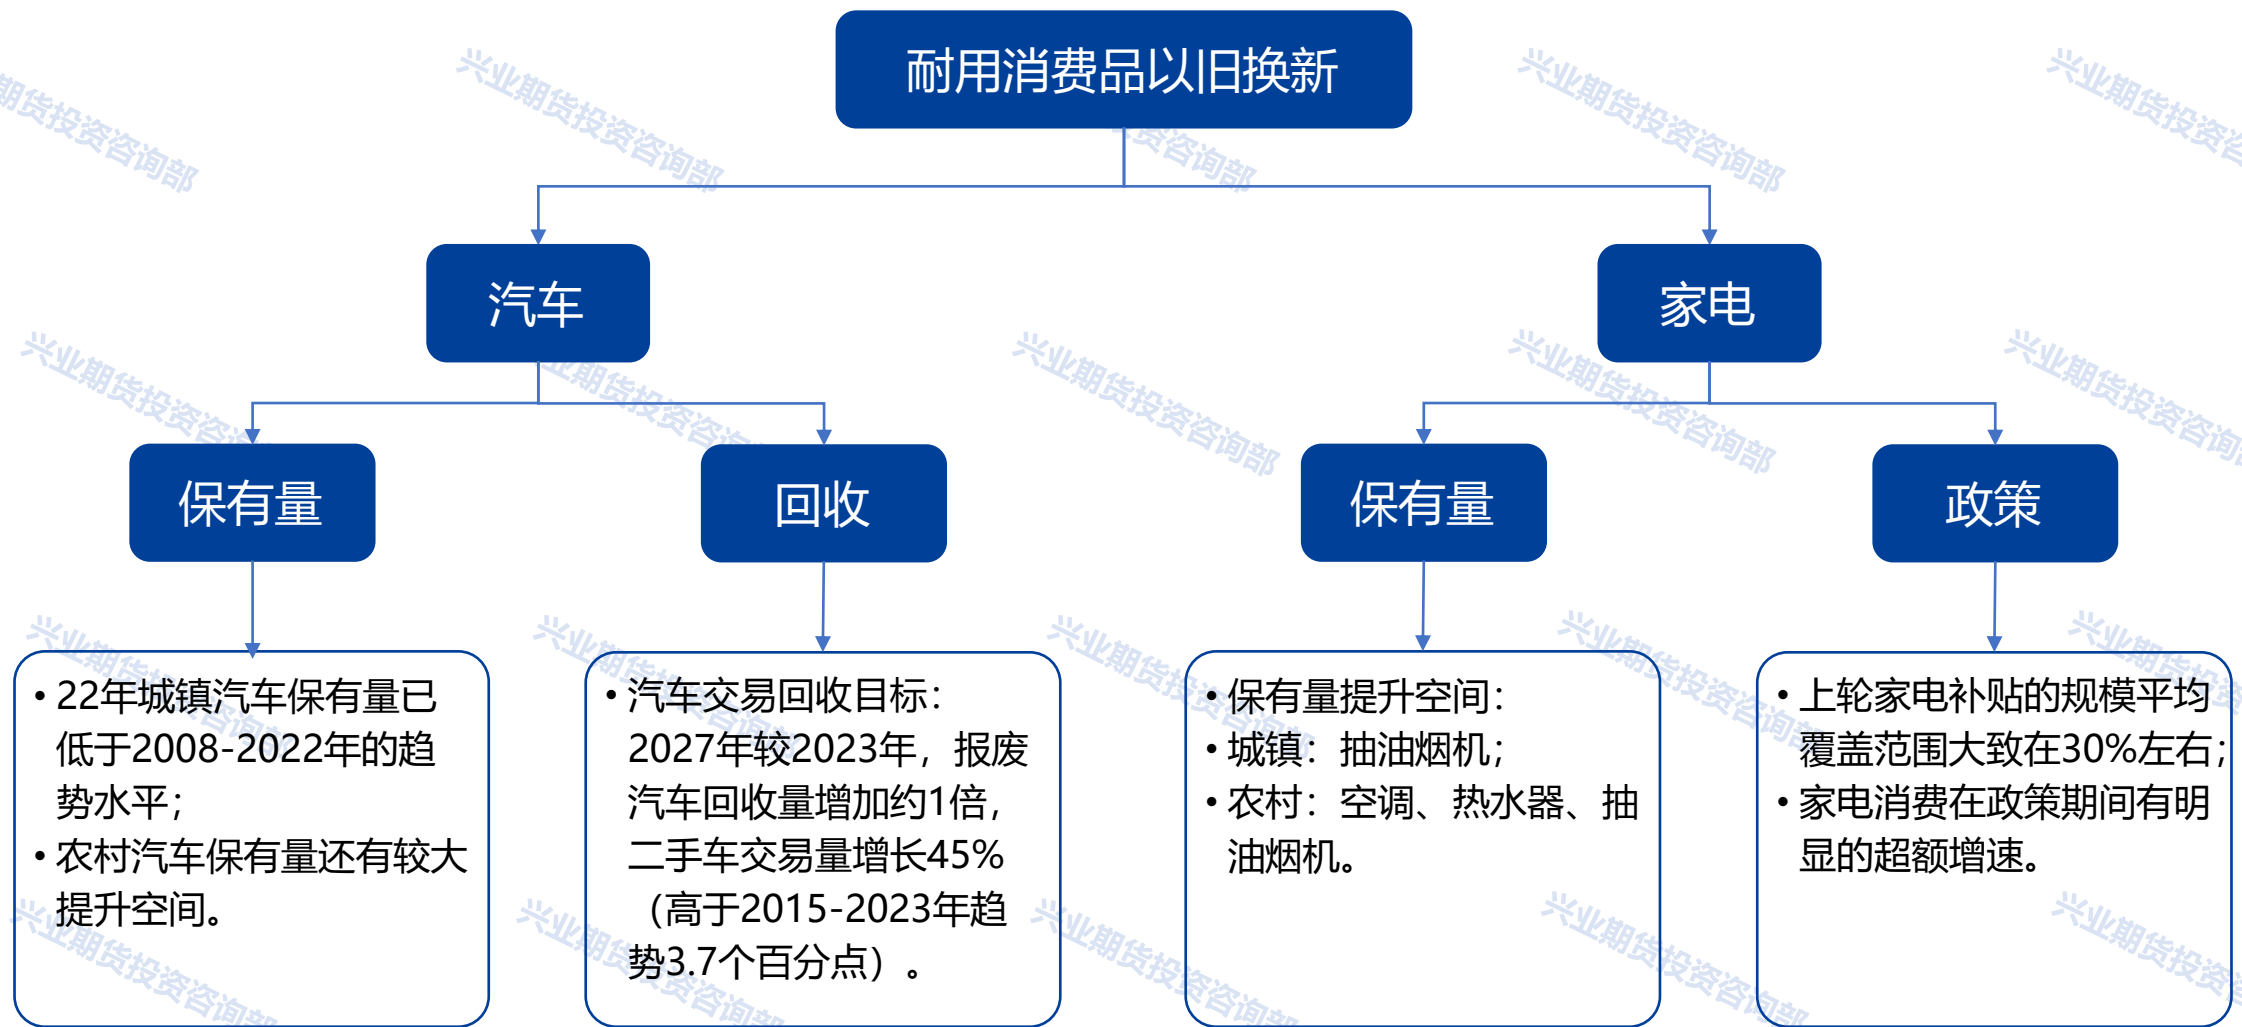 耐用消费品以旧换新
汽车
家电
保有量
回收
保有量
政策
• 22年城镇汽车保有量已
低于2008-2022年的趋
势水平；
• 农村汽车保有量还有较大
提升空间。
• 汽车交易回收目标：
2027年较2023年，报废
汽车回收量增加约1倍，
二手车交易量增长45%
（高于2015-2023年趋
势3.7个百分点）。
• 保有量提升空间：
• 城镇：抽油烟机；
• 农村：空调、热水器、抽
油烟机。
• 上轮家电补贴的规模平均
覆盖范围大致在30%左右；
• 家电消费在政策期间有明
显的超额增速。
兴业期货投资咨询部